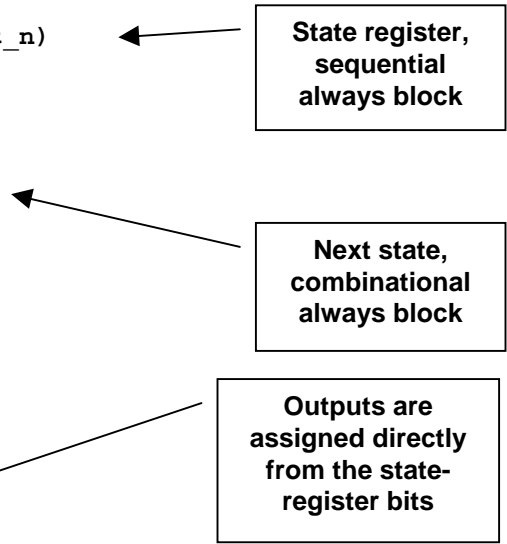 _n)
State register,
sequential
always block
Next state,
combinational
always block
Outputs are
assigned directly
from the state-
register bits